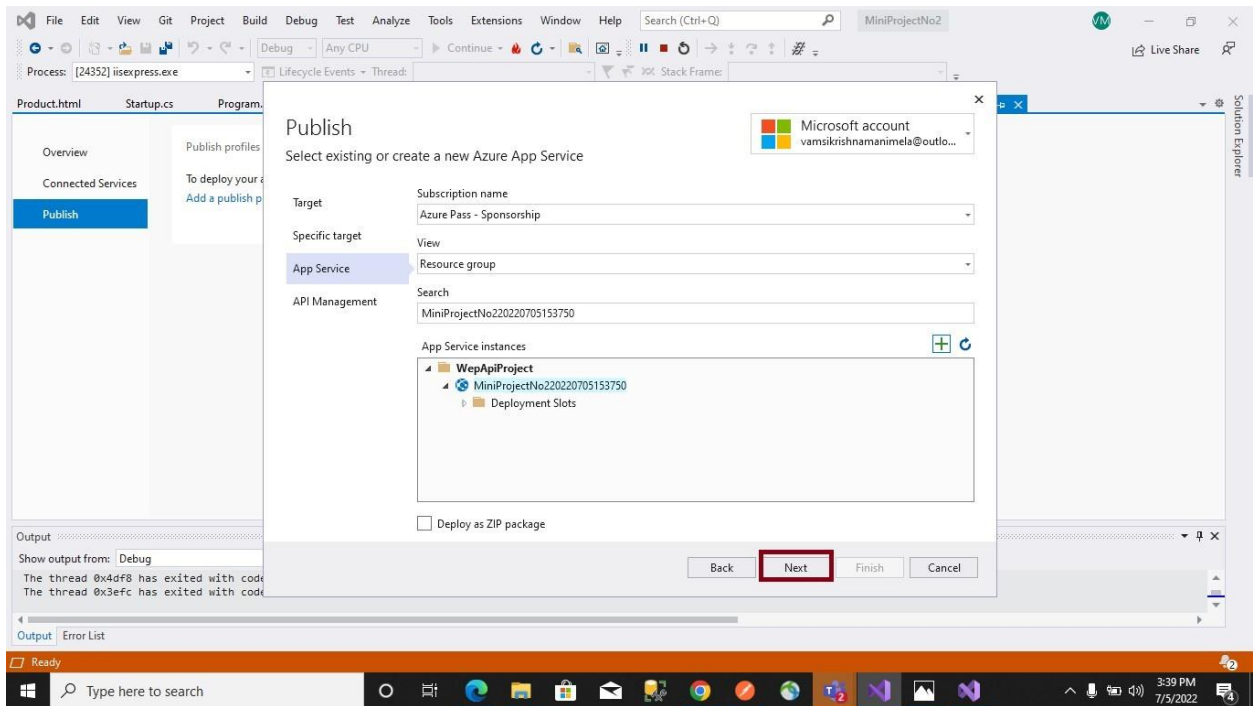 File Edit View Git Project Build Debug Test Analyze Tools Extensions Window Help Search (Ctrl+Q) MiniProjectNo2 VM
Debug Any CPU Continue Live Share
Process: [24352] iisexpress.exe Lifecycle Events Thread: Stack Frame:
Product.html Startup.cs Program.
Solution Explorer
Overview
Connected Services
Publish
Publish profiles
To deploy your
Add a publish p
Publish
Select existing or create a new Azure App Service
Microsoft account
vamsikrishnamanimela@outlo...
Target
Specific target
App Service
API Management
Subscription name
Azure Pass - Sponsorship
View
Resource group
Search
MiniProjectNo220220705153750
App Service instances
WepApiProject
MiniProjectNo220220705153750
Deployment Slots
Deploy as ZIP package
Back Next Finish Cancel
Output
Show output from: Debug
The thread 0x4df8 has exited with code
The thread 0x3efc has exited with code
Output Error List
Ready 2
Type here to search
3:39 PM
7/5/2022
4